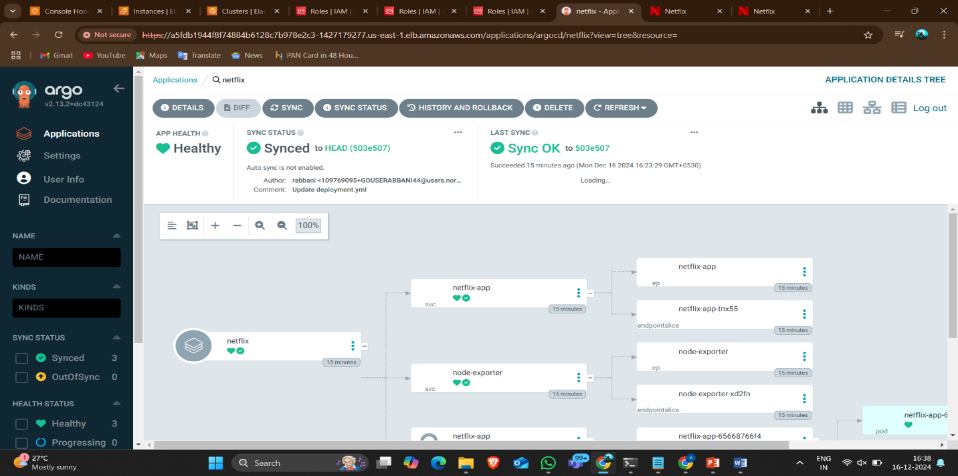 Console Hom
Instances | E
Clusters | Ela
Roles | IAM |
Roles | IAM |
Roles | IAM |
netflix - Appl
Netflix
Netflix
Not secure
https://a5fdb1944f8f74884b6128c7b978e2c3-1427179277.us-east-1.elb.amazonaws.com/applications/argocd/netflix?view=tree&resource=
Gmail
YouTube
Maps
Translate
News
PAN Card in 48 Hou...
argo
v2.13.2+dc43124
Applications
Settings
User Info
Documentation
NAME
NAME
KINDS
KINDS
SYNC STATUS
Synced 3
OutOfSync 0
HEALTH STATUS
Healthy 3
Progressing 0
Applications / netflix
APPLICATION DETAILS TREE
DETAILS
DIFF
SYNC
SYNC STATUS
HISTORY AND ROLLBACK
DELETE
REFRESH
Log out
APP HEALTH
Healthy
SYNC STATUS
Synced to HEAD (503e507)
Auto sync is not enabled.
Author: rabbani <109769095+GOUSERABBANI44@users.nor...
Comment: Update deployment.yml
LAST SYNC
Sync OK to 503e507
Succeeded 15 minutes ago (Mon Dec 16 2024 16:23:29 GMT+0530)
Loading...
100%
netflix
15 minutes
netflix-app
svc
15 minutes
node-exporter
svc
15 minutes
netflix-app
netflix-app
ep
15 minutes
netflix-app-tnx55
endpointslice
15 minutes
node-exporter
ep
15 minutes
node-exporter-xd2fn
endpointslice
15 minutes
netflix-app-65668766f4
netflix-app-6
pod
27°C
Mostly sunny
Search
99+
ENG
IN
16:38
16-12-2024